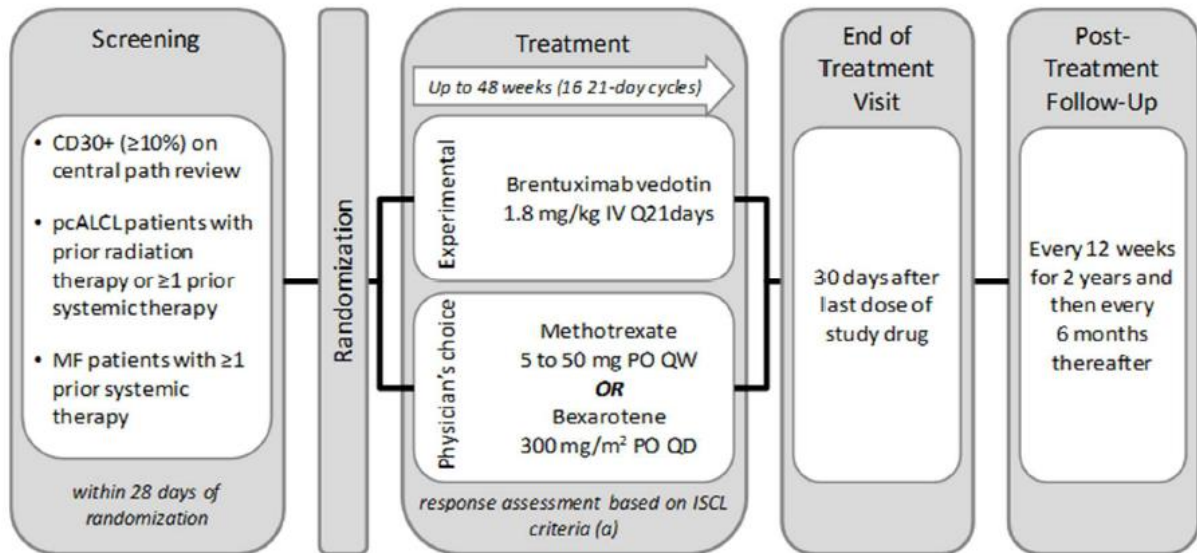 Screening
CD30+ (≥10%) on
central path review
pcALCL patients with
prior radiation
therapy or ≥1 prior
systemic therapy
MF patients with ≥1
prior systemic
therapy
within 28 days of
randomization
Randomization
Treatment
Up to 48 weeks (16 21-day cycles)
Experimental
Brentuximab vedotin
1.8 mg/kg IV Q21days
Physician's choice
Methotrexate
5 to 50 mg PO QW
OR
Bexarotene
300 mg/m² PO QD
response assessment based on ISCL
criteria (a)
End of
Treatment
Visit
30 days after
last dose of
study drug
Post-
Treatment
Follow-Up
Every 12 weeks
for 2 years and
then every
6 months
thereafter